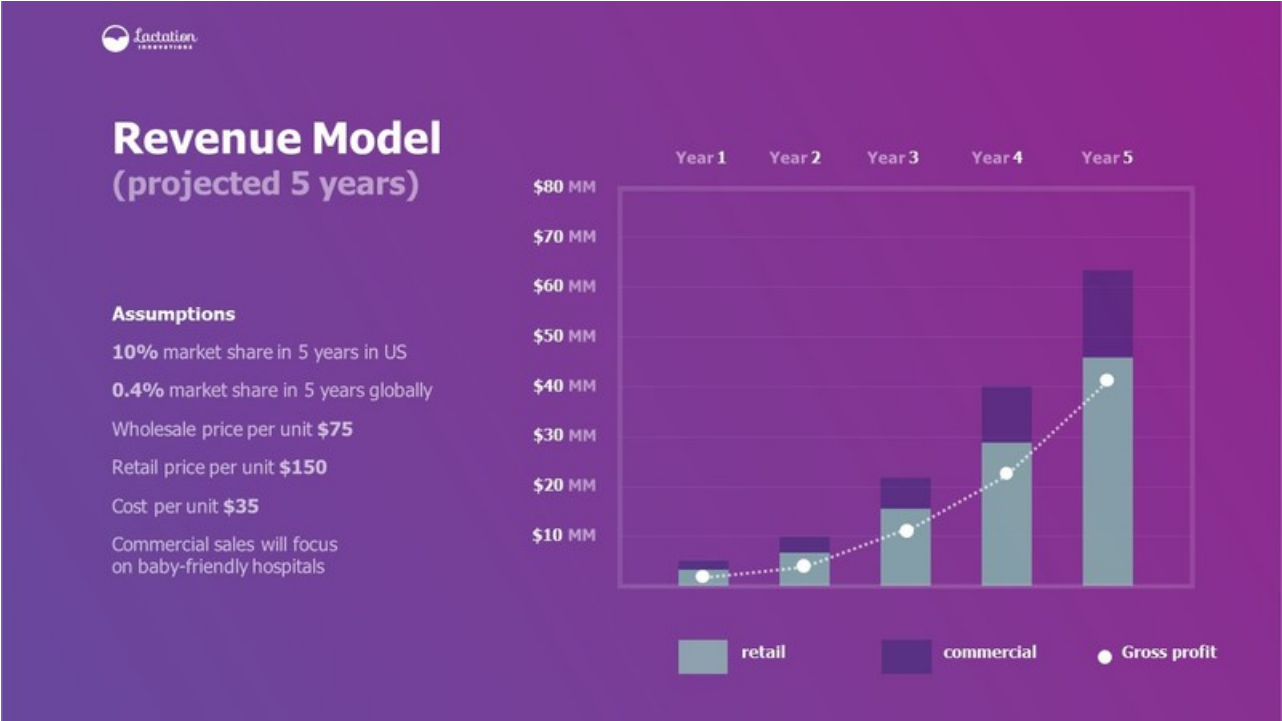 Lactation
INNOVATIONS
Revenue Model
(projected 5 years)
Assumptions
10% market share in 5 years in US
0.4% market share in 5 years globally
Wholesale price per unit $75
Retail price per unit $150
Cost per unit $35
Commercial sales will focus
on baby-friendly hospitals
Year 1 Year 2 Year 3 Year 4 Year 5
$80 MM
$70 MM
$60 MM
$50 MM
$40 MM
$30 MM
$20 MM
$10 MM
retail commercial Gross profit